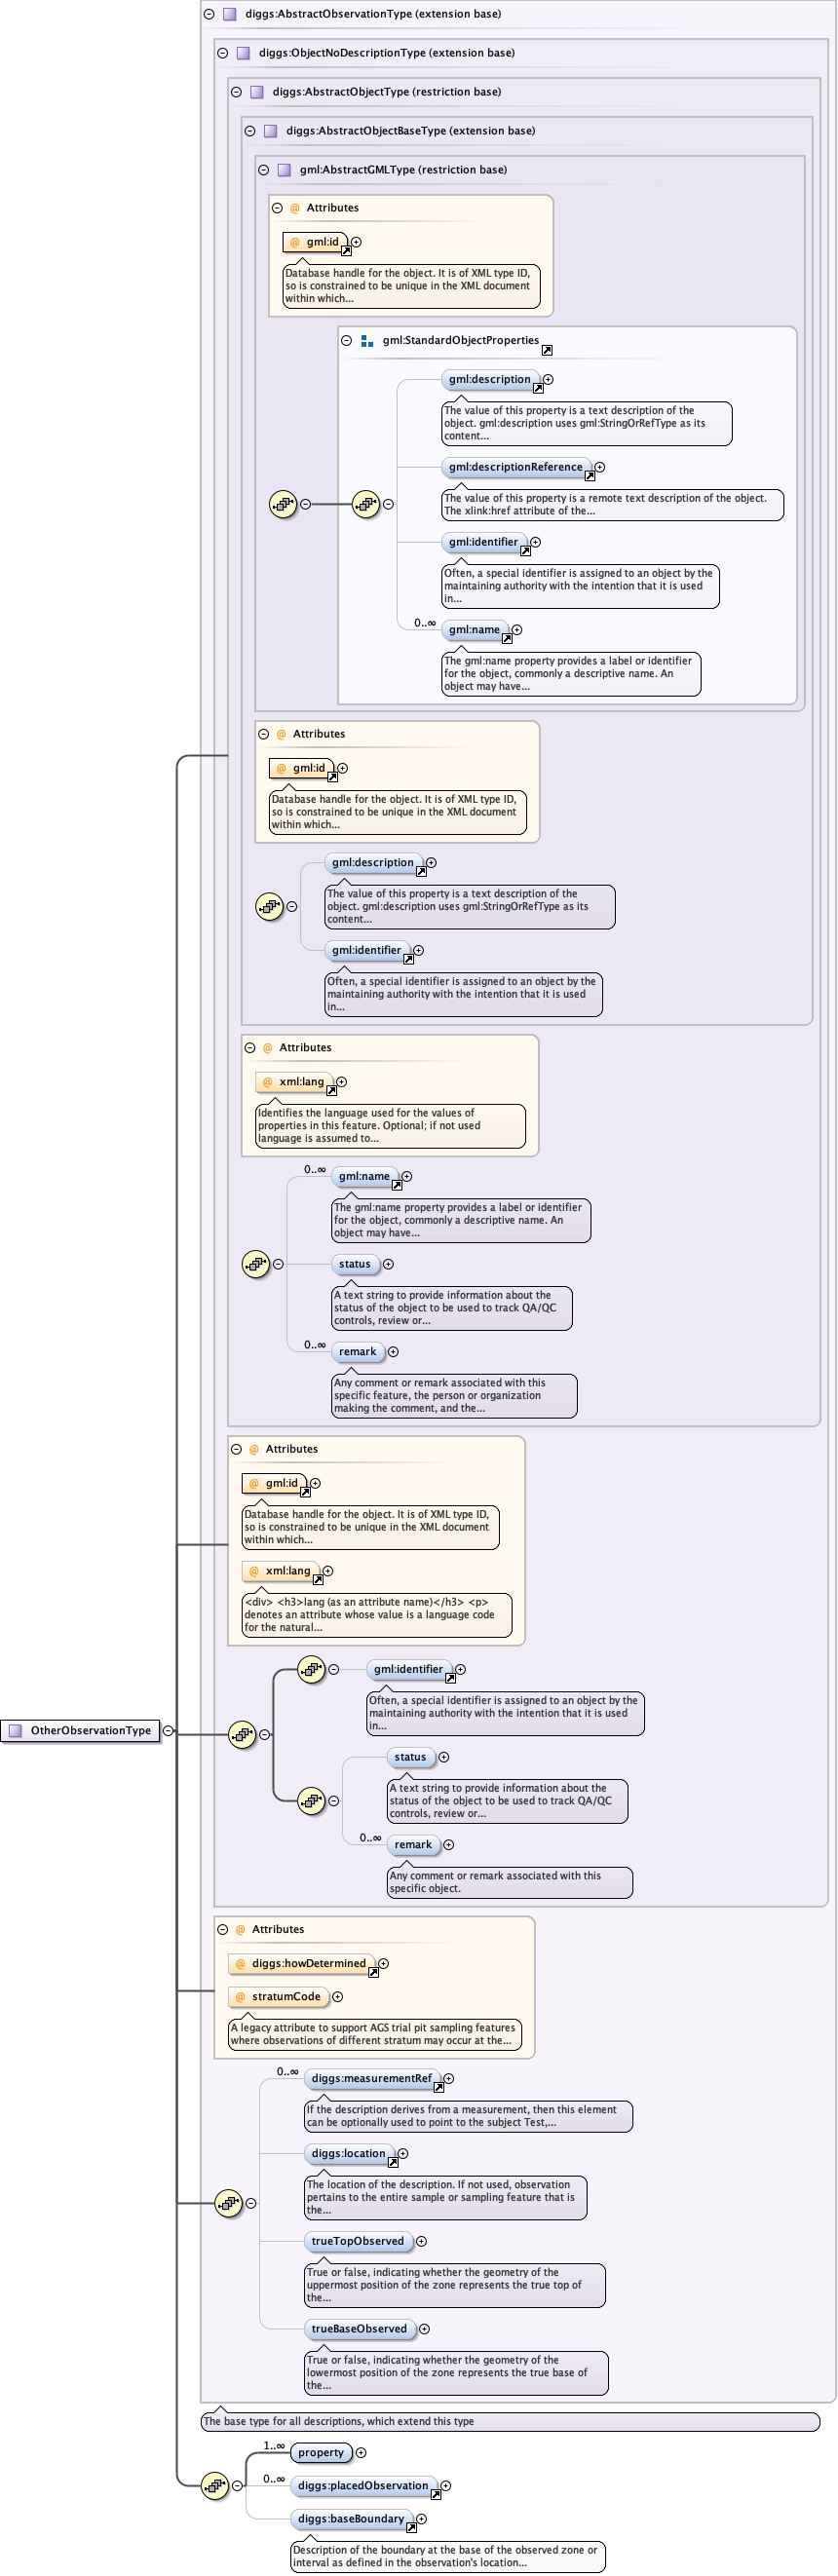 diggs:AbstractObservationType (extension base)
diggs:ObjectNoDescriptionType (extension base)
diggs:AbstractObjectType (restriction base)
diggs:AbstractObjectBaseType (extension base)
gml:AbstractGMLType (restriction base)
@ Attributes
@ gml:id
Database handle for the object. It is of XML type ID,
so is constrained to be unique in the XML document
within which...
gml:StandardObjectProperties
gml:description
The value of this property is a text description of the
object. gml:description uses gml:StringOrRefType as its
content...
gml:descriptionReference
The value of this property is a remote text description of the object.
The xlink:href attribute of the...
gml:identifier
Often, a special identifier is assigned to an object by the
maintaining authority with the intention that it is used
in...
0..∞
gml:name
The gml:name property provides a label or identifier
for the object, commonly a descriptive name. An
object may have...
@ Attributes
@ gml:id
Database handle for the object. It is of XML type ID,
so is constrained to be unique in the XML document
within which...
gml:description
The value of this property is a text description of the
object. gml:description uses gml:StringOrRefType as its
content...
gml:identifier
Often, a special identifier is assigned to an object by the
maintaining authority with the intention that it is used
in...
@ Attributes
@ xml:lang
Identifies the language used for the values of
properties in this feature. Optional; if not used
language is assumed to...
0..∞
gml:name
The gml:name property provides a label or identifier
for the object, commonly a descriptive name. An
object may have...
status
A text string to provide information about the
status of the object to be used to track QA/QC
controls, review or...
0..∞
remark
Any comment or remark associated with this
specific feature, the person or organization
making the comment, and the...
@ Attributes
@ gml:id
Database handle for the object. It is of XML type ID,
so is constrained to be unique in the XML document
within which...
@ xml:lang
<div> <h3>lang (as an attribute name)</h3> <p>
denotes an attribute whose value is a language code
for the natural...
gml:identifier
Often, a special identifier is assigned to an object by the
maintaining authority with the intention that it is used
in...
OtherObservationType
status
A text string to provide information about the
status of the object to be used to track QA/QC
controls, review or...
0..∞
remark
Any comment or remark associated with this
specific object.
@ Attributes
@ diggs:howDetermined
@ stratumCode
A legacy attribute to support AGS trial pit sampling features
where observations of different stratum may occur at the...
0..∞
diggs:measurementRef
If the description derives from a measurement, then this element
can be optionally used to point to the subject Test,...
diggs:location
The location of the description. If not used, observation
pertains to the entire sample or sampling feature that is
the...
trueTopObserved
True or false, indicating whether the geometry of the
uppermost position of the zone represents the true top of
the...
trueBaseObserved
True or false, indicating whether the geometry of the
lowermost position of the zone represents the true base of
the...
The base type for all descriptions, which extend this type
1..∞
property
0..∞
diggs:placedObservation
diggs:baseBoundary
Description of the boundary at the base of the observed zone or
interval as defined in the observation's location...